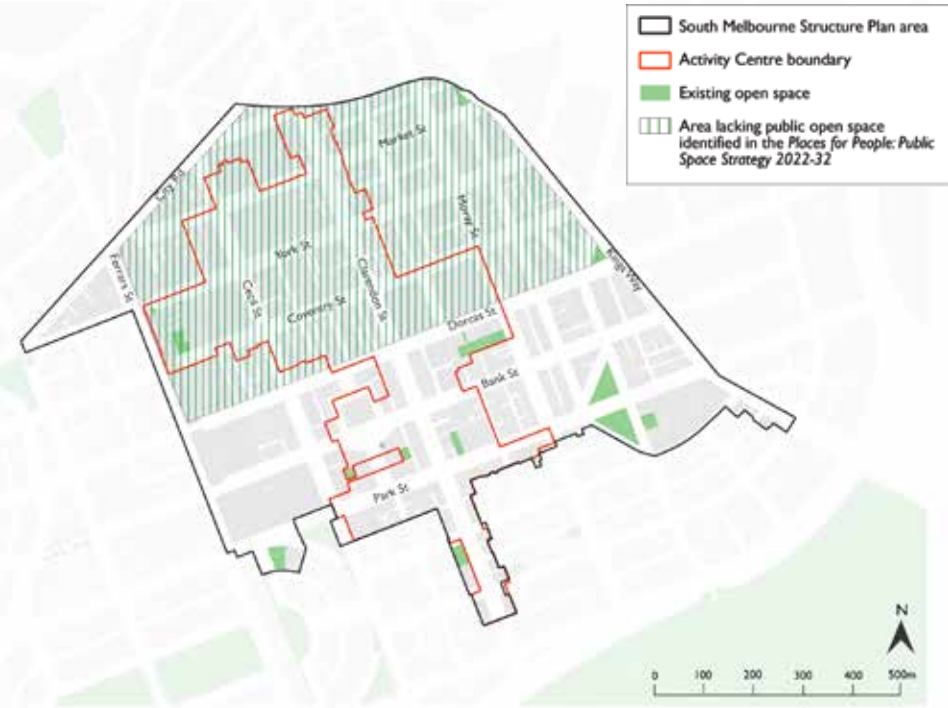 South Melbourne Structure Plan area
Activity Centre boundary
Existing open space
Area lacking public open space
identified in the Places for People: Public
Space Strategy 2022-32
Market St
City Rd
Moray St
York St
Kings Way
Ferrars St
Cecil St
Clarendon St
Coventry St
Dorcas St
Bank St
Park St
N
0 100 200 300 400 500m